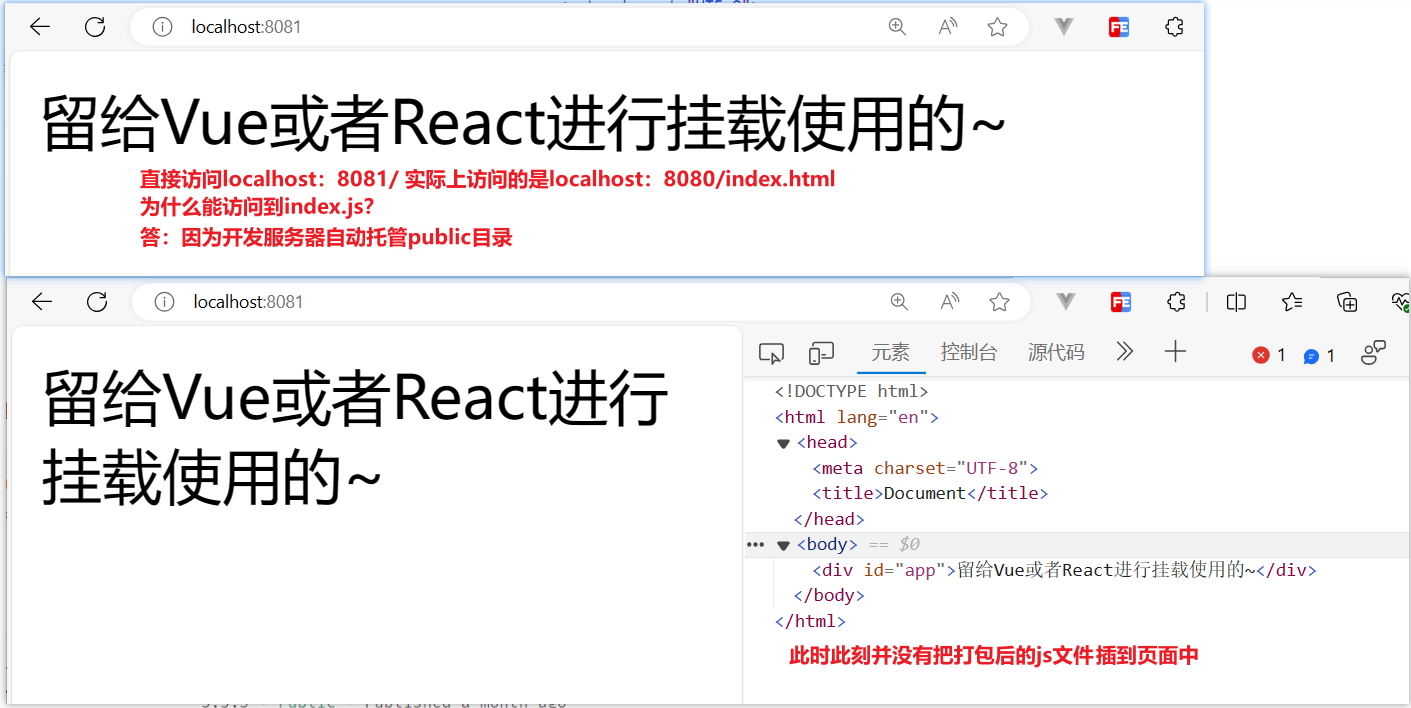 localhost:8081
留给Vue或者React进行挂载使用的~
直接访问localhost：8081/ 实际上访问的是localhost：8080/index.html
为什么能访问到index.js?
答：因为开发服务器自动托管public目录
localhost:8081
留给Vue或者React进行
挂载使用的~
元素 控制台 源代码 1 1
<!DOCTYPE html>
<html lang="en">
<head>
<meta charset="UTF-8">
<title>Document</title>
</head>
<body> == $0
<div id="app">留给Vue或者React进行挂载使用的~</div>
</body>
</html>
此时此刻并没有把打包后的js文件插到页面中